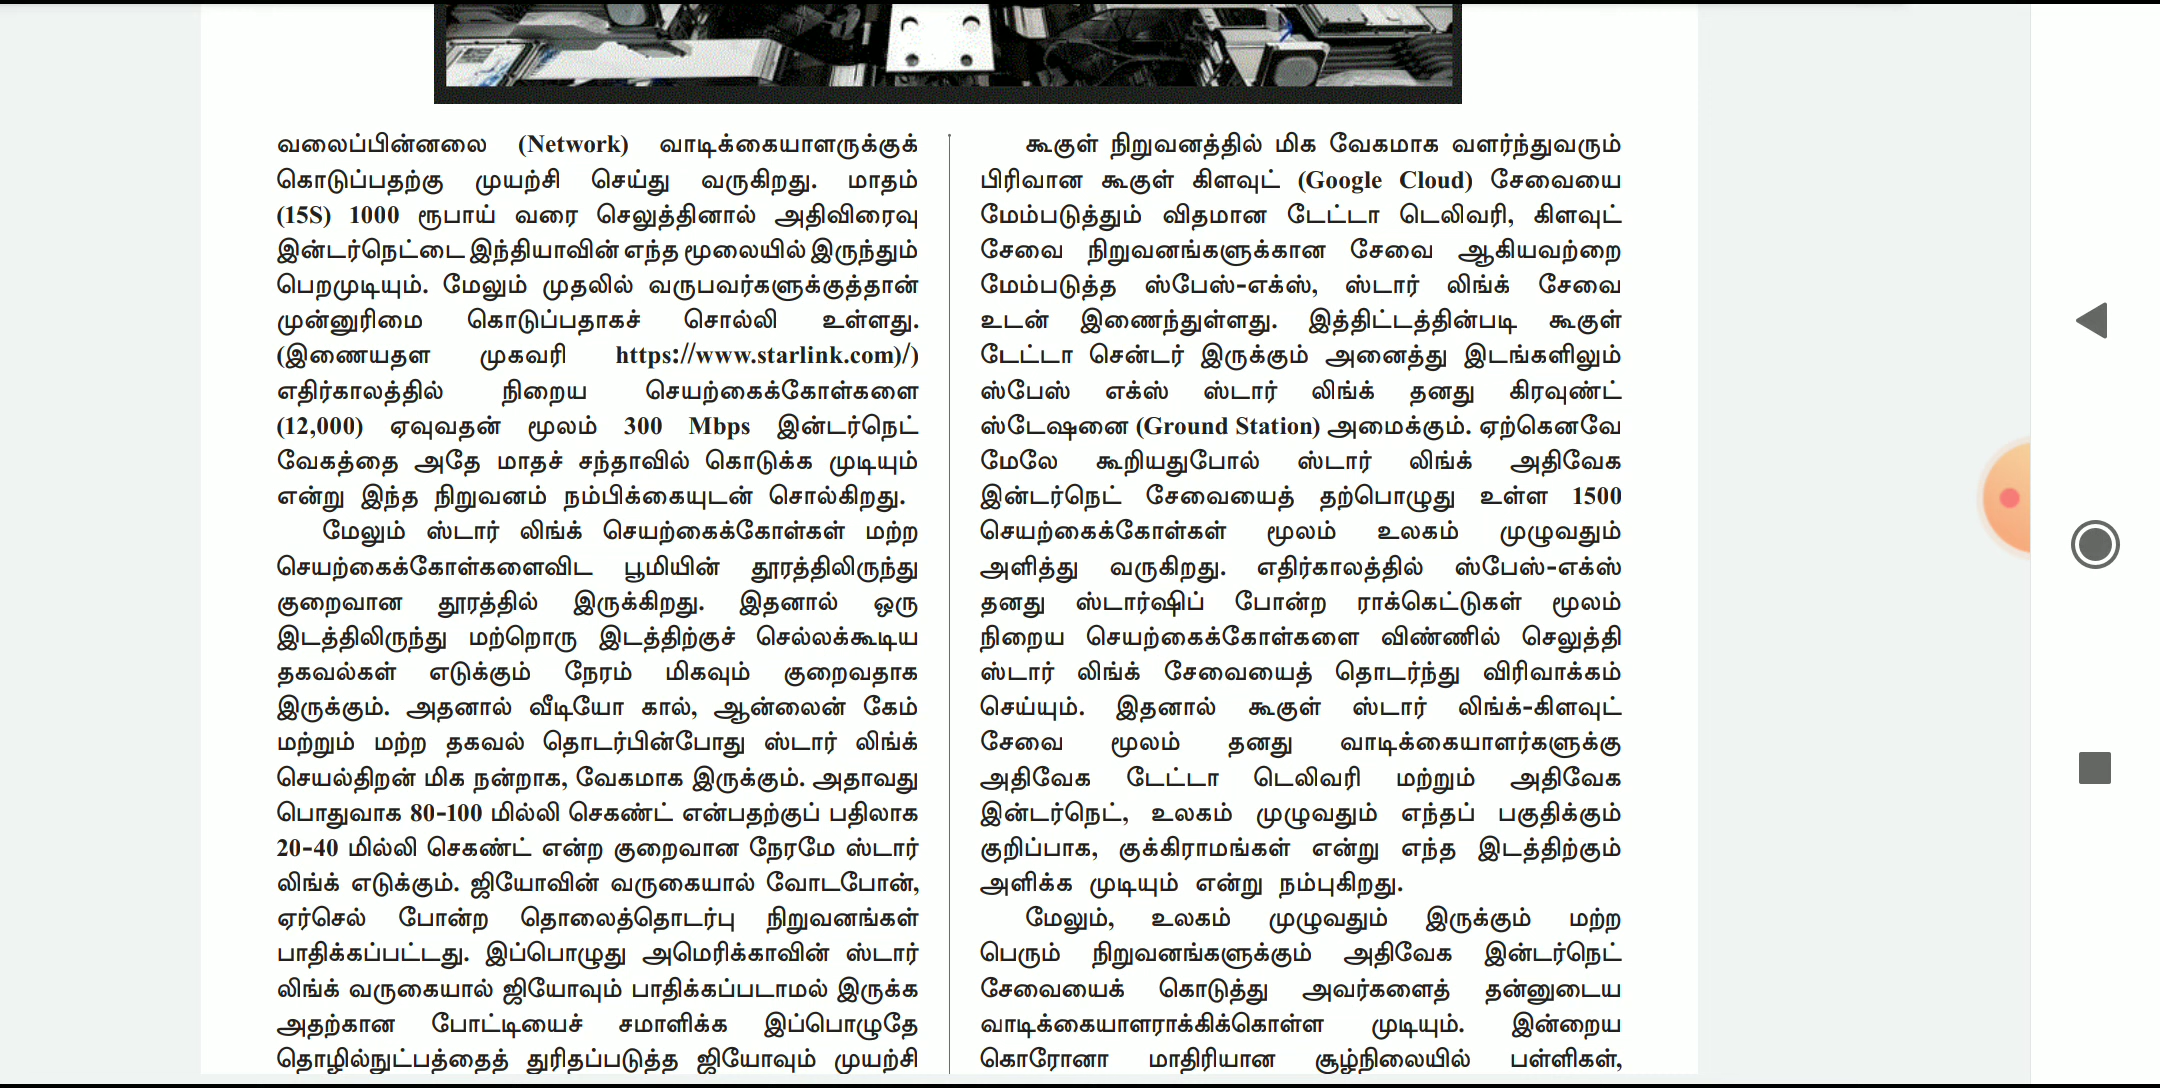 வலைப்பின்னலை (Network) வாடிக்கையாளருக்குக்
கொடுப்பதற்கு முயற்சி செய்து வருகிறது. மாதம்
(15S) 1000 ரூபாய் வரை செலுத்தினால் அதிவிரைவு
இன்டர்நெட்டை இந்தியாவின் எந்த மூலையில் இருந்தும்
பெறமுடியும். மேலும் முதலில் வருபவர்களுக்குத்தான்
முன்னுரிமை கொடுப்பதாகச் சொல்லி உள்ளது.
(இணையதள முகவரி https://www.starlink.com)/)
எதிர்காலத்தில் நிறைய செயற்கைக்கோள்களை
(12,000) ஏவுவதன் மூலம் 300 Mbps இன்டர்நெட்
வேகத்தை அதே மாதச் சந்தாவில் கொடுக்க முடியும்
என்று இந்த நிறுவனம் நம்பிக்கையுடன் சொல்கிறது.
மேலும் ஸ்டார் லிங்க் செயற்கைக்கோள்கள் மற்ற
செயற்கைக்கோள்களைவிட பூமியின் தூரத்திலிருந்து
குறைவான தூரத்தில் இருக்கிறது. இதனால் ஒரு
இடத்திலிருந்து மற்றொரு இடத்திற்குச் செல்லக்கூடிய
தகவல்கள் எடுக்கும் நேரம் மிகவும் குறைவதாக
இருக்கும். அதனால் வீடியோ கால், ஆன்லைன் கேம்
மற்றும் மற்ற தகவல் தொடர்பின்போது ஸ்டார் லிங்க்
செயல்திறன் மிக நன்றாக, வேகமாக இருக்கும். அதாவது
பொதுவாக 80-100 மில்லி செகண்ட் என்பதற்குப் பதிலாக
20-40 மில்லி செகண்ட் என்ற குறைவான நேரமே ஸ்டார்
லிங்க் எடுக்கும். ஜியோவின் வருகையால் வோடபோன்,
ஏர்செல் போன்ற தொலைத்தொடர்பு நிறுவனங்கள்
பாதிக்கப்பட்டது. இப்பொழுது அமெரிக்காவின் ஸ்டார்
லிங்க் வருகையால் ஜியோவும் பாதிக்கப்படாமல் இருக்க
அதற்கான போட்டியைச் சமாளிக்க இப்பொழுதே
தொழில்நுட்பத்தைத் துரிதப்படுத்த ஜியோவும் முயற்சி
கூகுள் நிறுவனத்தில் மிக வேகமாக வளர்ந்துவரும்
பிரிவான கூகுள் கிளவுட் (Google Cloud) சேவையை
மேம்படுத்தும் விதமான டேட்டா டெலிவரி, கிளவுட்
சேவை நிறுவனங்களுக்கான சேவை ஆகியவற்றை
மேம்படுத்த ஸ்பேஸ்-எக்ஸ், ஸ்டார் லிங்க் சேவை
உடன் இணைந்துள்ளது. இத்திட்டத்தின்படி கூகுள்
டேட்டா சென்டர் இருக்கும் அனைத்து இடங்களிலும்
ஸ்பேஸ் எக்ஸ் ஸ்டார் லிங்க் தனது கிரவுண்ட்
ஸ்டேஷனை (Ground Station) அமைக்கும். ஏற்கெனவே
மேலே கூறியதுபோல் ஸ்டார் லிங்க் அதிவேக
இன்டர்நெட் சேவையைத் தற்பொழுது உள்ள 1500
செயற்கைக்கோள்கள் மூலம் உலகம் முழுவதும்
அளித்து வருகிறது. எதிர்காலத்தில் ஸ்பேஸ்-எக்ஸ்
தனது ஸ்டார்ஷிப் போன்ற ராக்கெட்டுகள் மூலம்
நிறைய செயற்கைக்கோள்களை விண்ணில் செலுத்தி
ஸ்டார் லிங்க் சேவையைத் தொடர்ந்து விரிவாக்கம்
செய்யும். இதனால் கூகுள் ஸ்டார் லிங்க்-கிளவுட்
சேவை மூலம் தனது வாடிக்கையாளர்களுக்கு
அதிவேக டேட்டா டெலிவரி மற்றும் அதிவேக
இன்டர்நெட், உலகம் முழுவதும் எந்தப் பகுதிக்கும்
குறிப்பாக, குக்கிராமங்கள் என்று எந்த இடத்திற்கும்
அளிக்க முடியும் என்று நம்புகிறது.
மேலும், உலகம் முழுவதும் இருக்கும் மற்ற
பெரும் நிறுவனங்களுக்கும் அதிவேக இன்டர்நெட்
சேவையைக் கொடுத்து அவர்களைத் தன்னுடைய
வாடிக்கையாளராக்கிக்கொள்ள முடியும். இன்றைய
கொரோனா மாதிரியான சூழ்நிலையில் பள்ளிகள்,